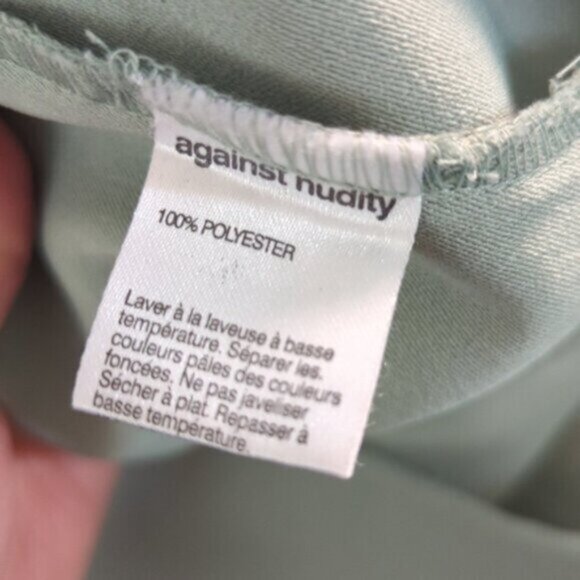 against nudity
100% POLYESTER
Laver à la laveuse à basse
température. Séparer les
couleurs pâles des couleurs
foncées. Ne pas javeliser
Sécher à plat. Repasser à
basse température.